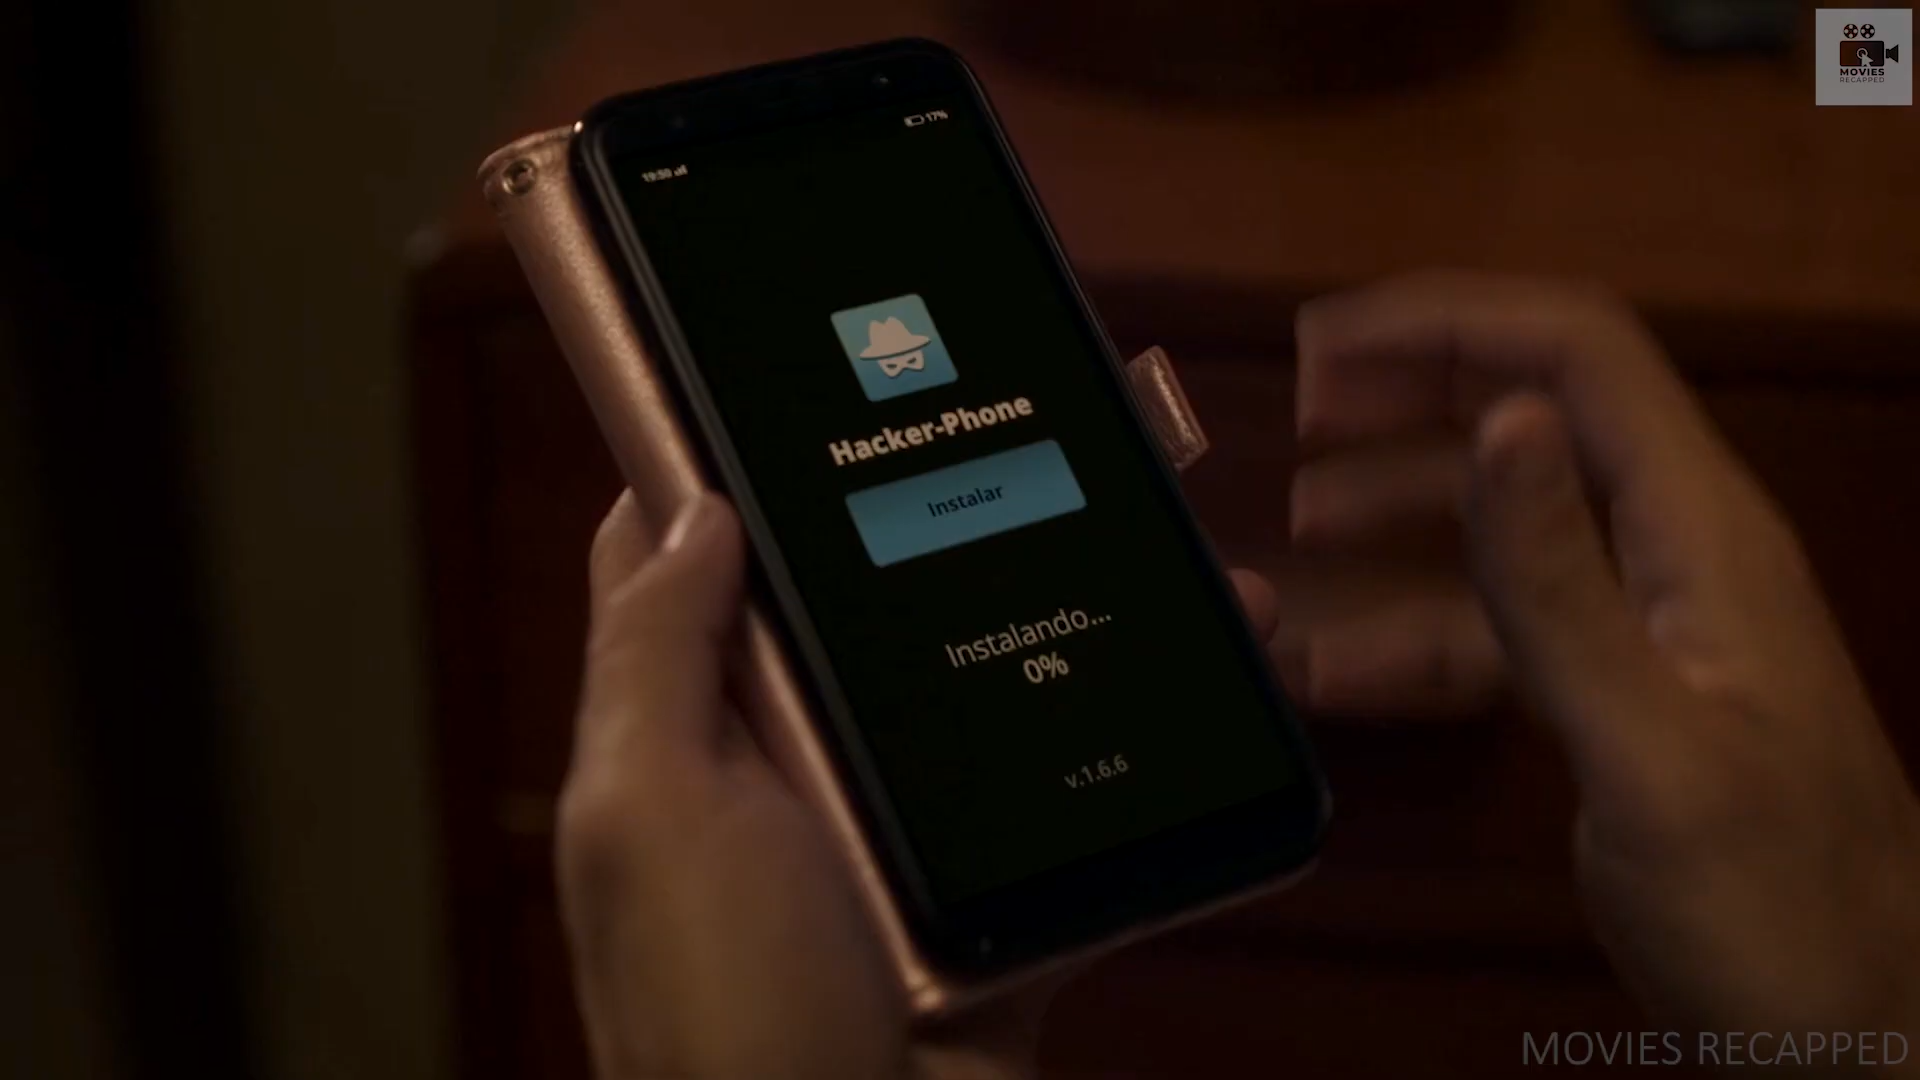 MOVIES
RECAPPED
17%
19:50
Hacker-Phone
Instalar
Instalando...
0%
v.1.6.6
MOVIES RECAPPED